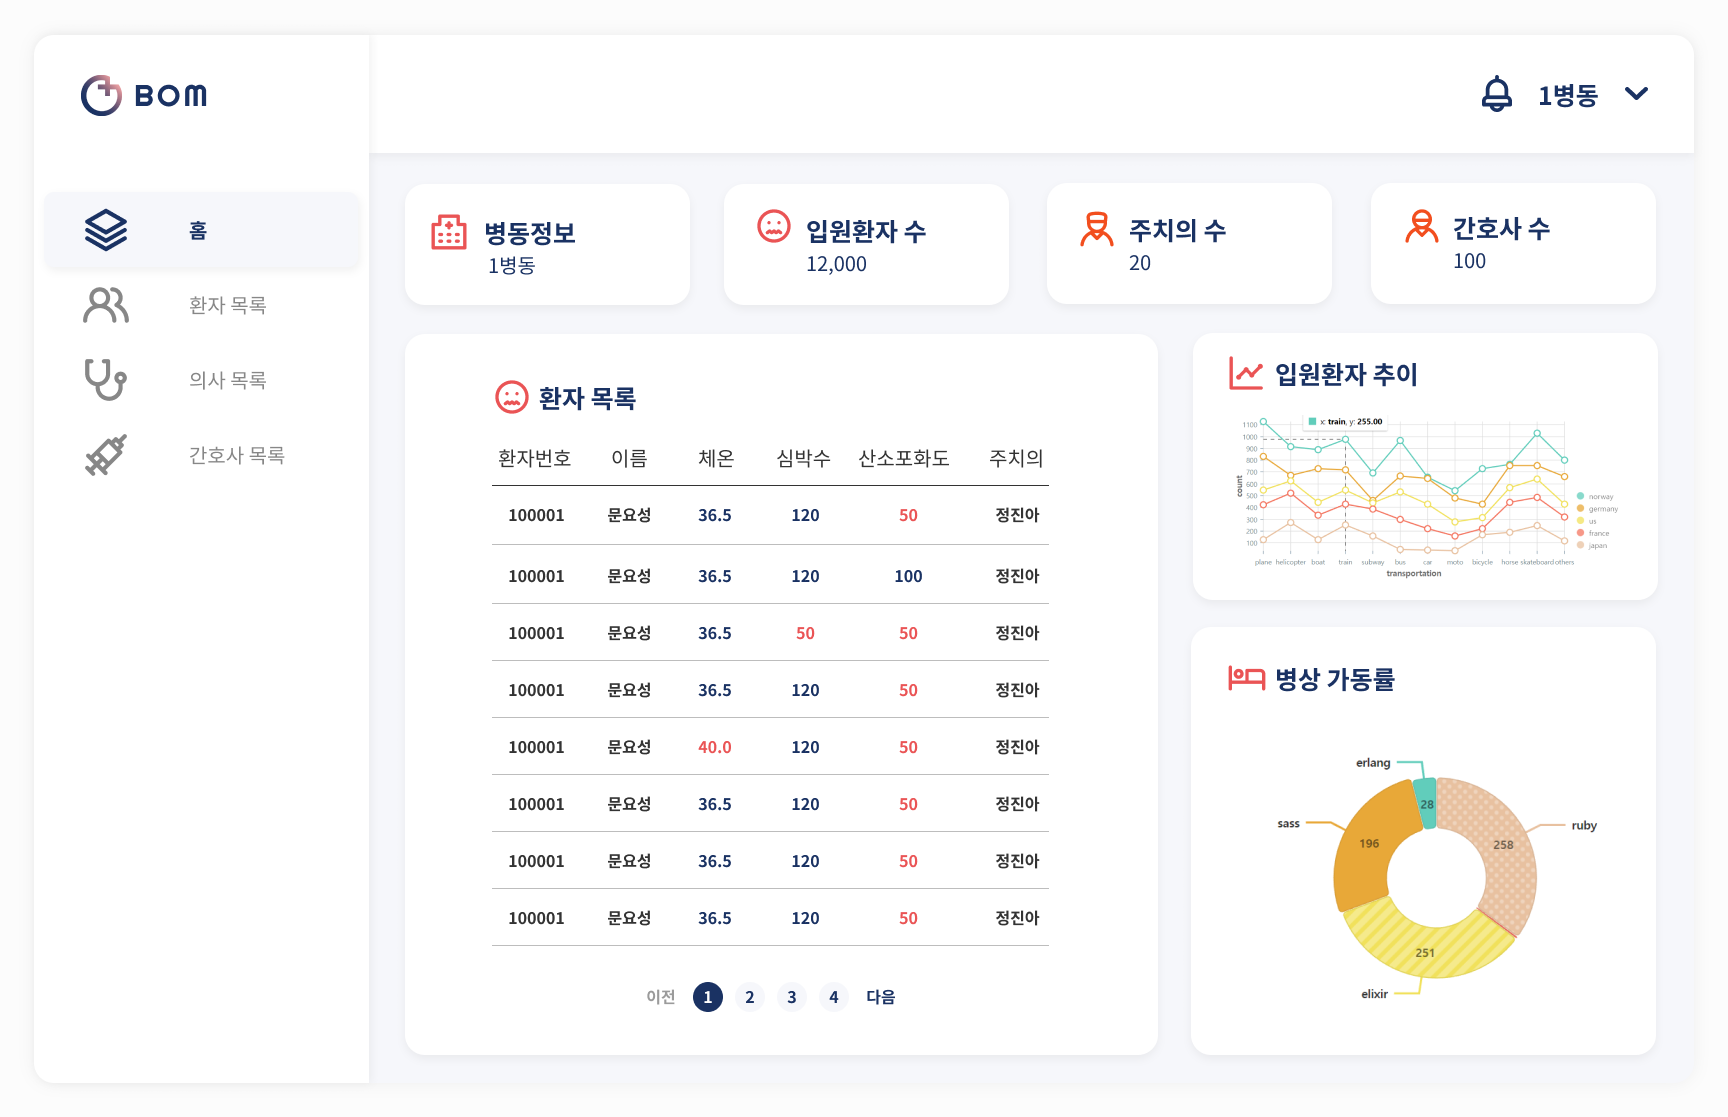 BOM
1병동
홈
환자 목록
의사 목록
간호사 목록
병동정보
1병동
입원환자 수
12,000
주치의 수
20
간호사 수
100
환자 목록
환자번호 이름 체온 심박수 산소포화도 주치의
100001 문요성 36.5 120 50 정진아
100001 문요성 36.5 120 100 정진아
100001 문요성 36.5 50 50 정진아
100001 문요성 36.5 120 50 정진아
100001 문요성 40.0 120 50 정진아
100001 문요성 36.5 120 50 정진아
100001 문요성 36.5 120 50 정진아
100001 문요성 36.5 120 50 정진아
이전 1 2 3 4 다음
입원환자 추이
x: train, y: 255.00
1100
1000
900
800
700
600
500
400
300
200
100
count
plane helicopter boat train subway bus car moto bicycle horse skateboard others
transportation
norway
germany
us
france
japan
병상 가동률
erlang
28
sass
196
ruby
258
251
elixir